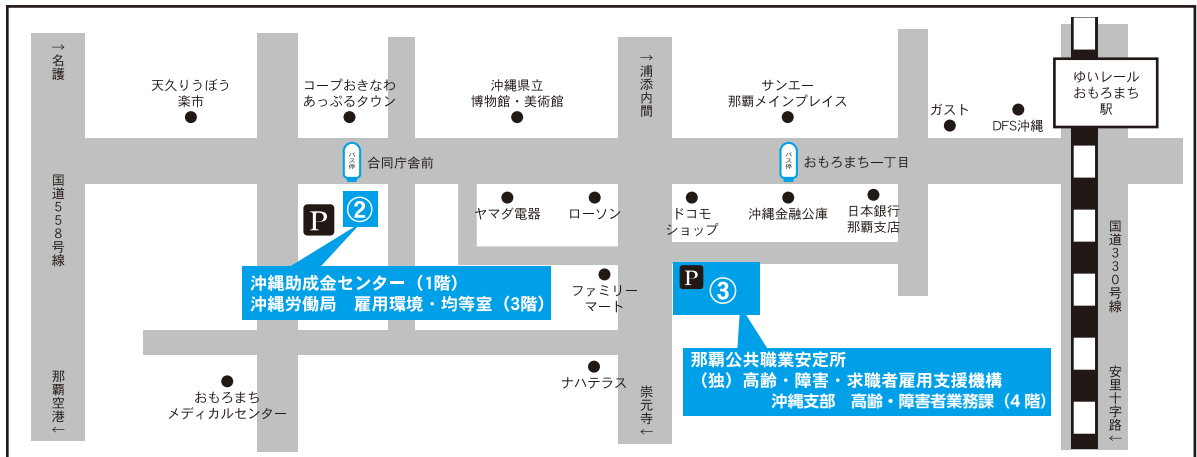 →名護
国道558号線
那覇空港←
天久りうぼう
楽市
コープおきなわ
あっぷるタウン
沖縄県立
博物館・美術館
→浦添内間
サンエー
那覇メインプレイス
ガスト
DFS沖縄
ゆいレール
おもろまち
駅
バス停
合同庁舎前
バス停
おもろまち一丁目
P
②
ヤマダ電器
ローソン
ドコモ
ショップ
沖縄金融公庫
日本銀行
那覇支店
国道330号線
沖縄助成金センター（1階）
沖縄労働局　雇用環境・均等室（3階）
ファミリー
マート
P
③
那覇公共職業安定所
（独）高齢・障害・求職者雇用支援機構
沖縄支部　高齢・障害者業務課（4階）
おもろまち
メディカルセンター
ナハテラス
崇元寺←
安里十字路←